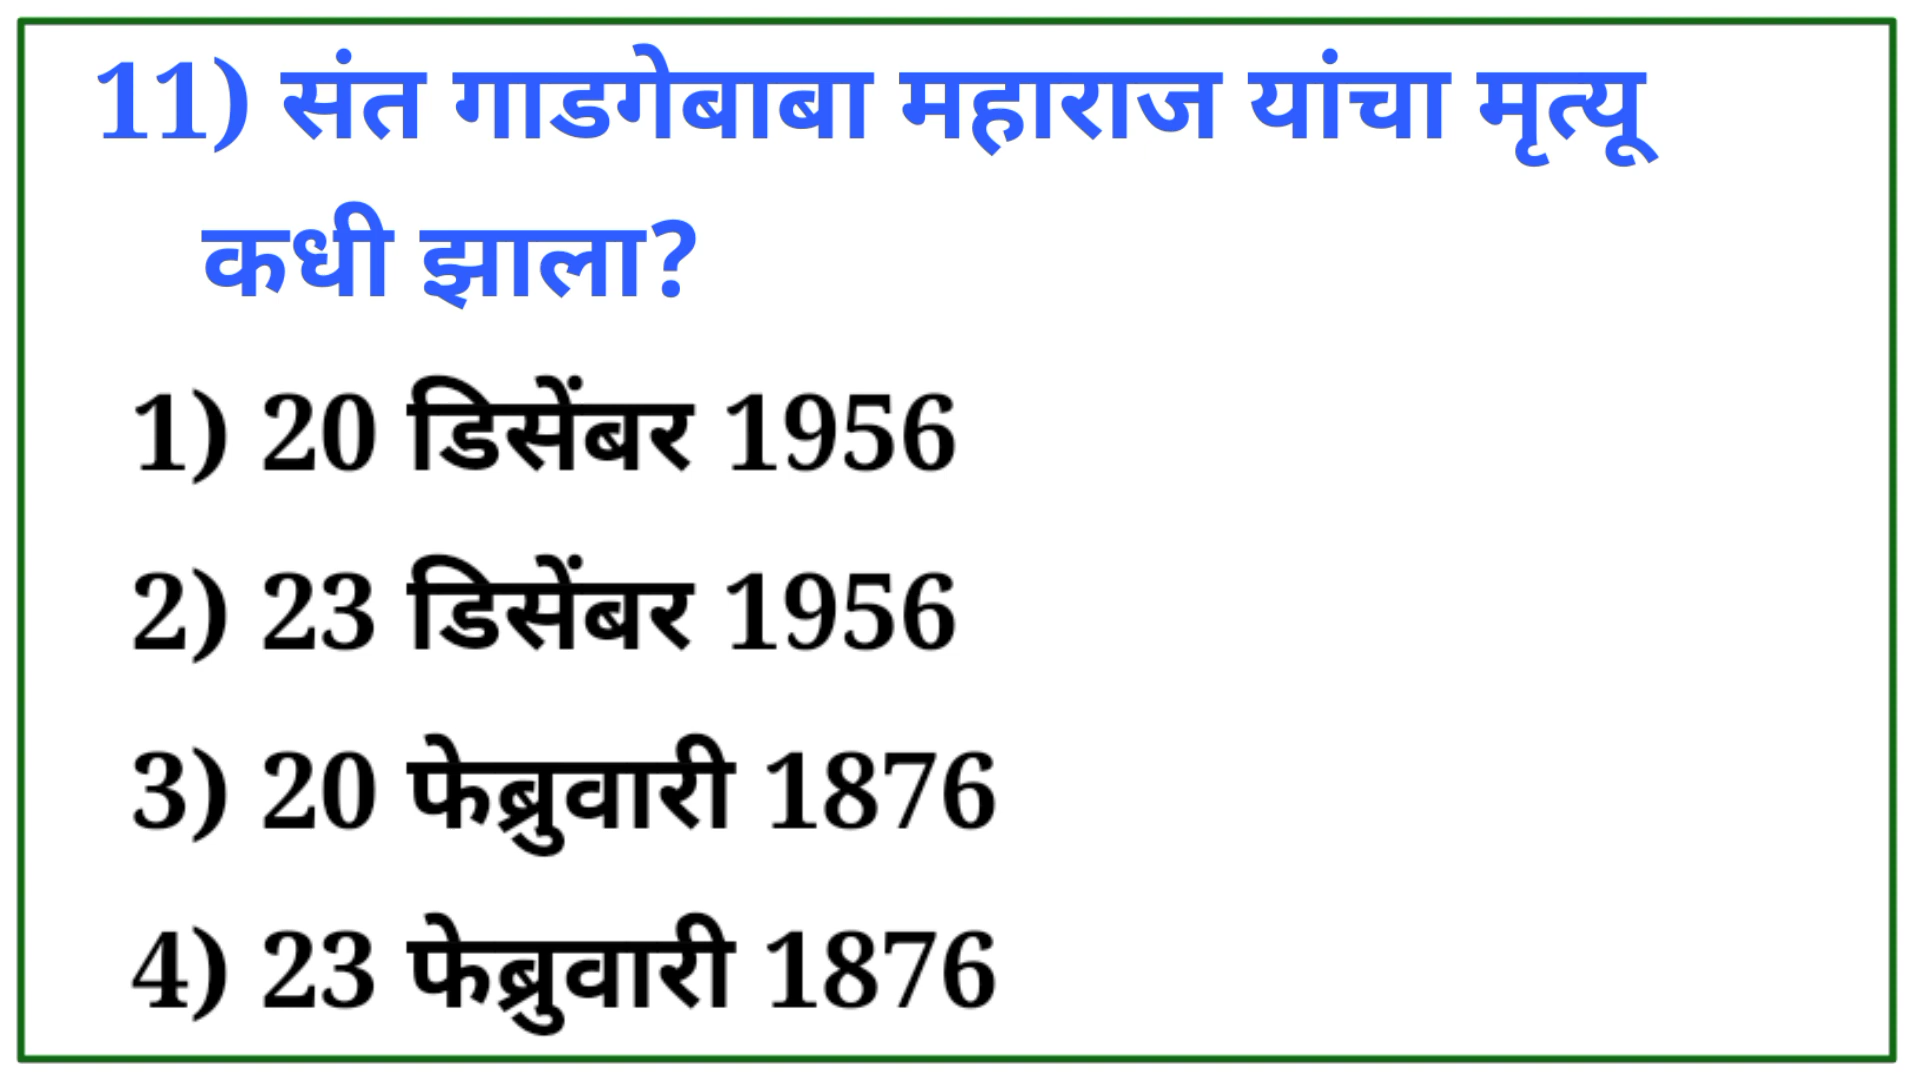 11) संत गाडगेबाबा महाराज यांचा मृत्यू
कधी झाला?
1) 20 डिसेंबर 1956
2) 23 डिसेंबर 1956
3) 20 फेब्रुवारी 1876
4) 23 फेब्रुवारी 1876